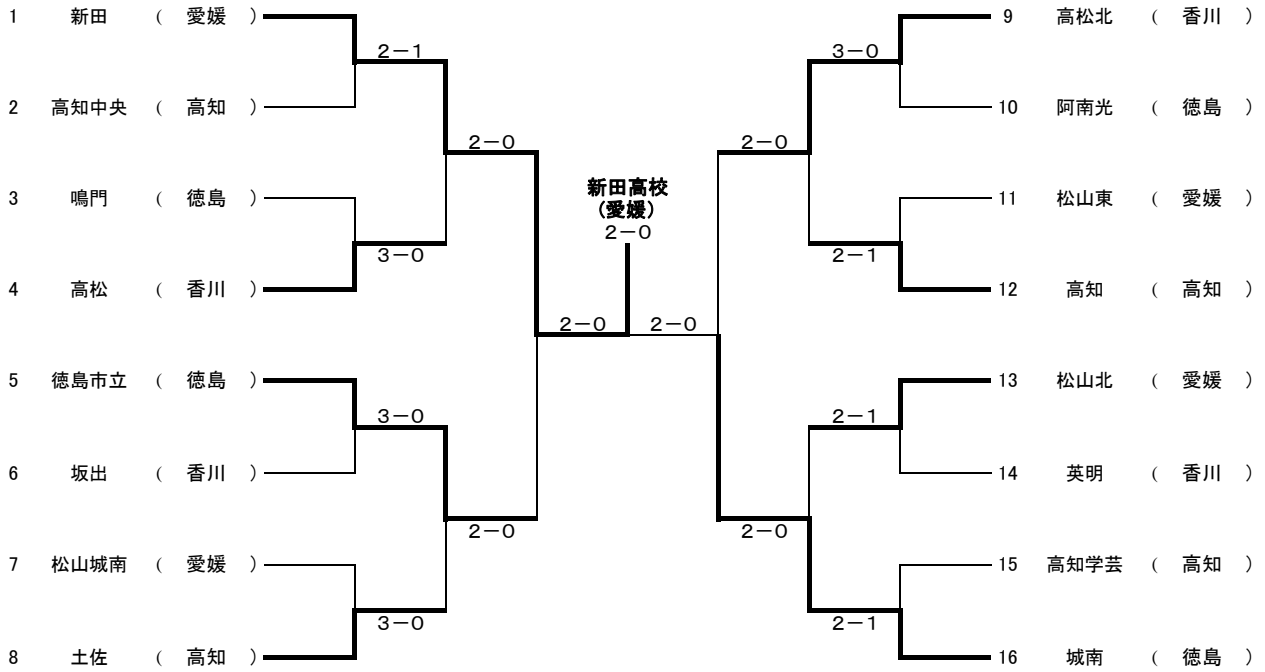 1 新田 ( 愛媛 )
2－1
2 高知中央 ( 高知 )
2－0
3 鳴門 ( 徳島 )
3－0
4 高松 ( 香川 )
2－0
5 徳島市立 ( 徳島 )
3－0
6 坂出 ( 香川 )
2－0
7 松山城南 ( 愛媛 )
3－0
8 土佐 ( 高知 )
新田高校
(愛媛)
2－0
9 高松北 ( 香川 )
3－0
10 阿南光 ( 徳島 )
2－0
11 松山東 ( 愛媛 )
2－1
12 高知 ( 高知 )
2－0
13 松山北 ( 愛媛 )
2－1
14 英明 ( 香川 )
2－0
15 高知学芸 ( 高知 )
2－1
16 城南 ( 徳島 )